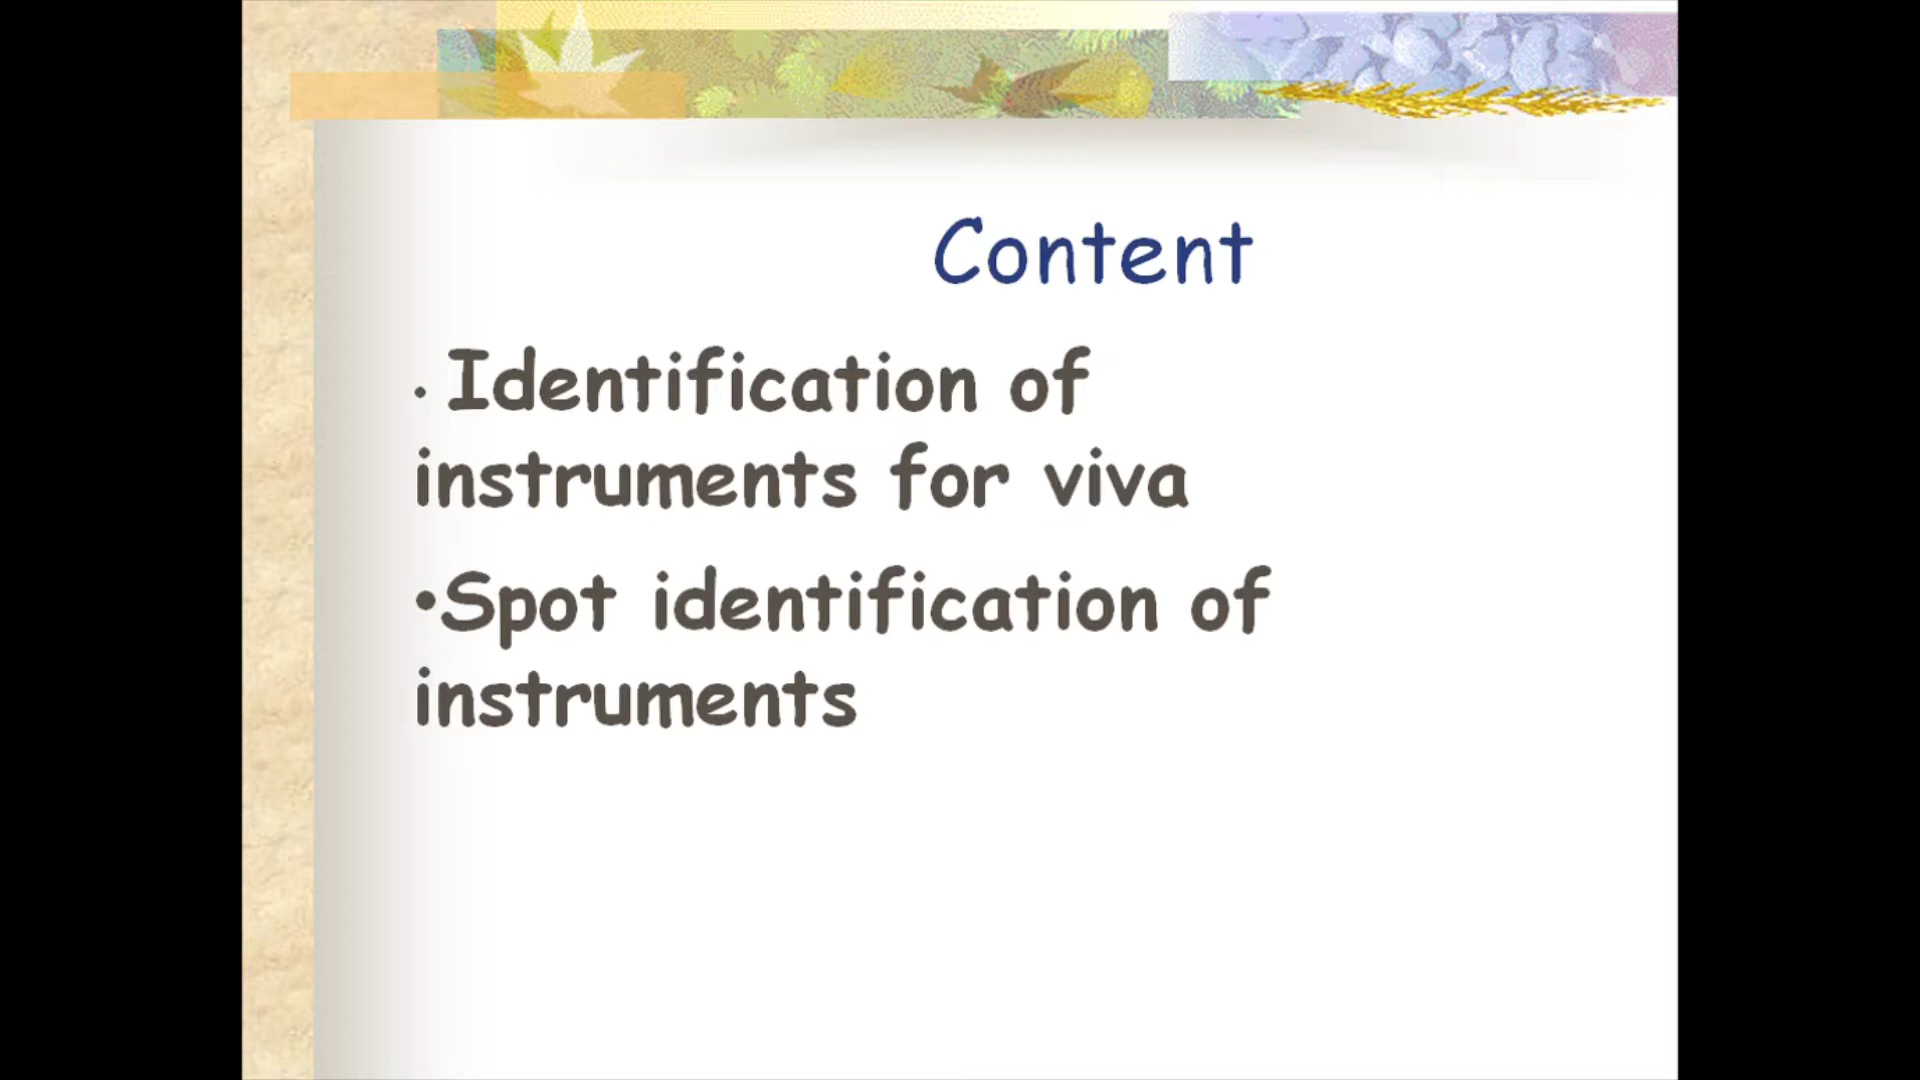 Content
• Identification of
instruments for viva
•Spot identification of
instruments